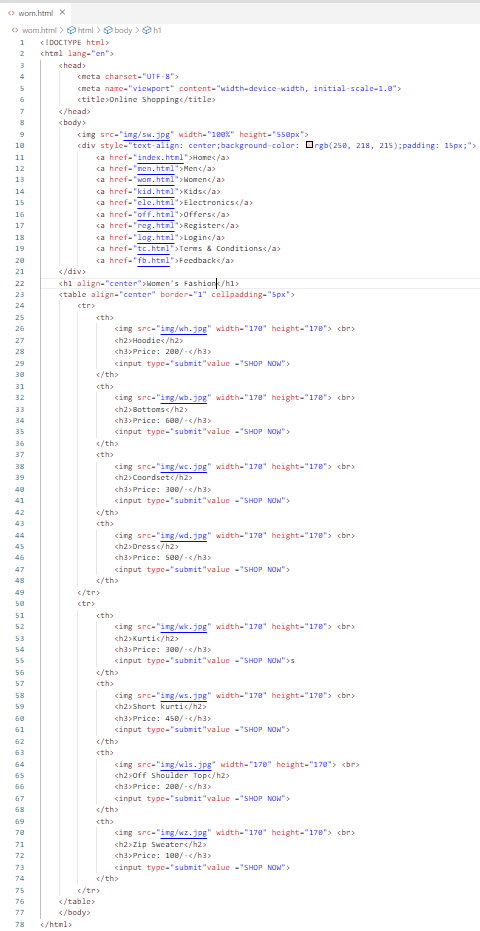 wom.html ×
wom.html > html > body > h1
1 <!DOCTYPE html>
2 <html lang="en">
3 <head>
4 <meta charset="UTF-8">
5 <meta name="viewport" content="width=device-width, initial-scale=1.0">
6 <title>Online Shopping</title>
7 </head>
8 <body>
9 <img src="img/sw.jpg" width="100%" height="550px">
10 <div style="text-align: center;background-color: rgb(250, 218, 215);padding: 15px;">
11 <a href="index.html">Home</a>
12 <a href="men.html">Men</a>
13 <a href="wom.html">Women</a>
14 <a href="kid.html">Kids</a>
15 <a href="ele.html">Electronics</a>
16 <a href="off.html">Offers</a>
17 <a href="reg.html">Register</a>
18 <a href="log.html">Login</a>
19 <a href="tc.html">Terms & Conditions</a>
20 <a href="fb.html">Feedback</a>
21 </div>
22 <h1 align="center">Women's Fashion</h1>
23 <table align="center" border="1" cellpadding="5px">
24 <tr>
25 <th>
26 <img src="img/wh.jpg" width="170" height="170"> <br>
27 <h2>Hoodie</h2>
28 <h3>Price: 200/-</h3>
29 <input type="submit"value ="SHOP NOW">
30 </th>
31 <th>
32 <img src="img/wb.jpg" width="170" height="170"> <br>
33 <h2>Bottoms</h2>
34 <h3>Price: 600/-</h3>
35 <input type="submit"value ="SHOP NOW">
36 </th>
37 <th>
38 <img src="img/wc.jpg" width="170" height="170"> <br>
39 <h2>Coordset</h2>
40 <h3>Price: 300/-</h3>
41 <input type="submit"value ="SHOP NOW">
42 </th>
43 <th>
44 <img src="img/wd.jpg" width="170" height="170"> <br>
45 <h2>Dress</h2>
46 <h3>Price: 500/-</h3>
47 <input type="submit"value ="SHOP NOW">
48 </th>
49 </tr>
50 <tr>
51 <th>
52 <img src="img/wk.jpg" width="170" height="170"> <br>
53 <h2>Kurti</h2>
54 <h3>Price: 300/-</h3>
55 <input type="submit"value ="SHOP NOW">s
56 </th>
57 <th>
58 <img src="img/ws.jpg" width="170" height="170"> <br>
59 <h2>Short kurti</h2>
60 <h3>Price: 450/-</h3>
61 <input type="submit"value ="SHOP NOW">
62 </th>
63 <th>
64 <img src="img/wls.jpg" width="170" height="170"> <br>
65 <h2>Off Shoulder Top</h2>
66 <h3>Price: 200/-</h3>
67 <input type="submit"value ="SHOP NOW">
68 </th>
69 <th>
70 <img src="img/wz.jpg" width="170" height="170"> <br>
71 <h2>Zip Sweater</h2>
72 <h3>Price: 100/-</h3>
73 <input type="submit"value ="SHOP NOW">
74 </th>
75 </tr>
76 </table>
77 </body>
78 </html>